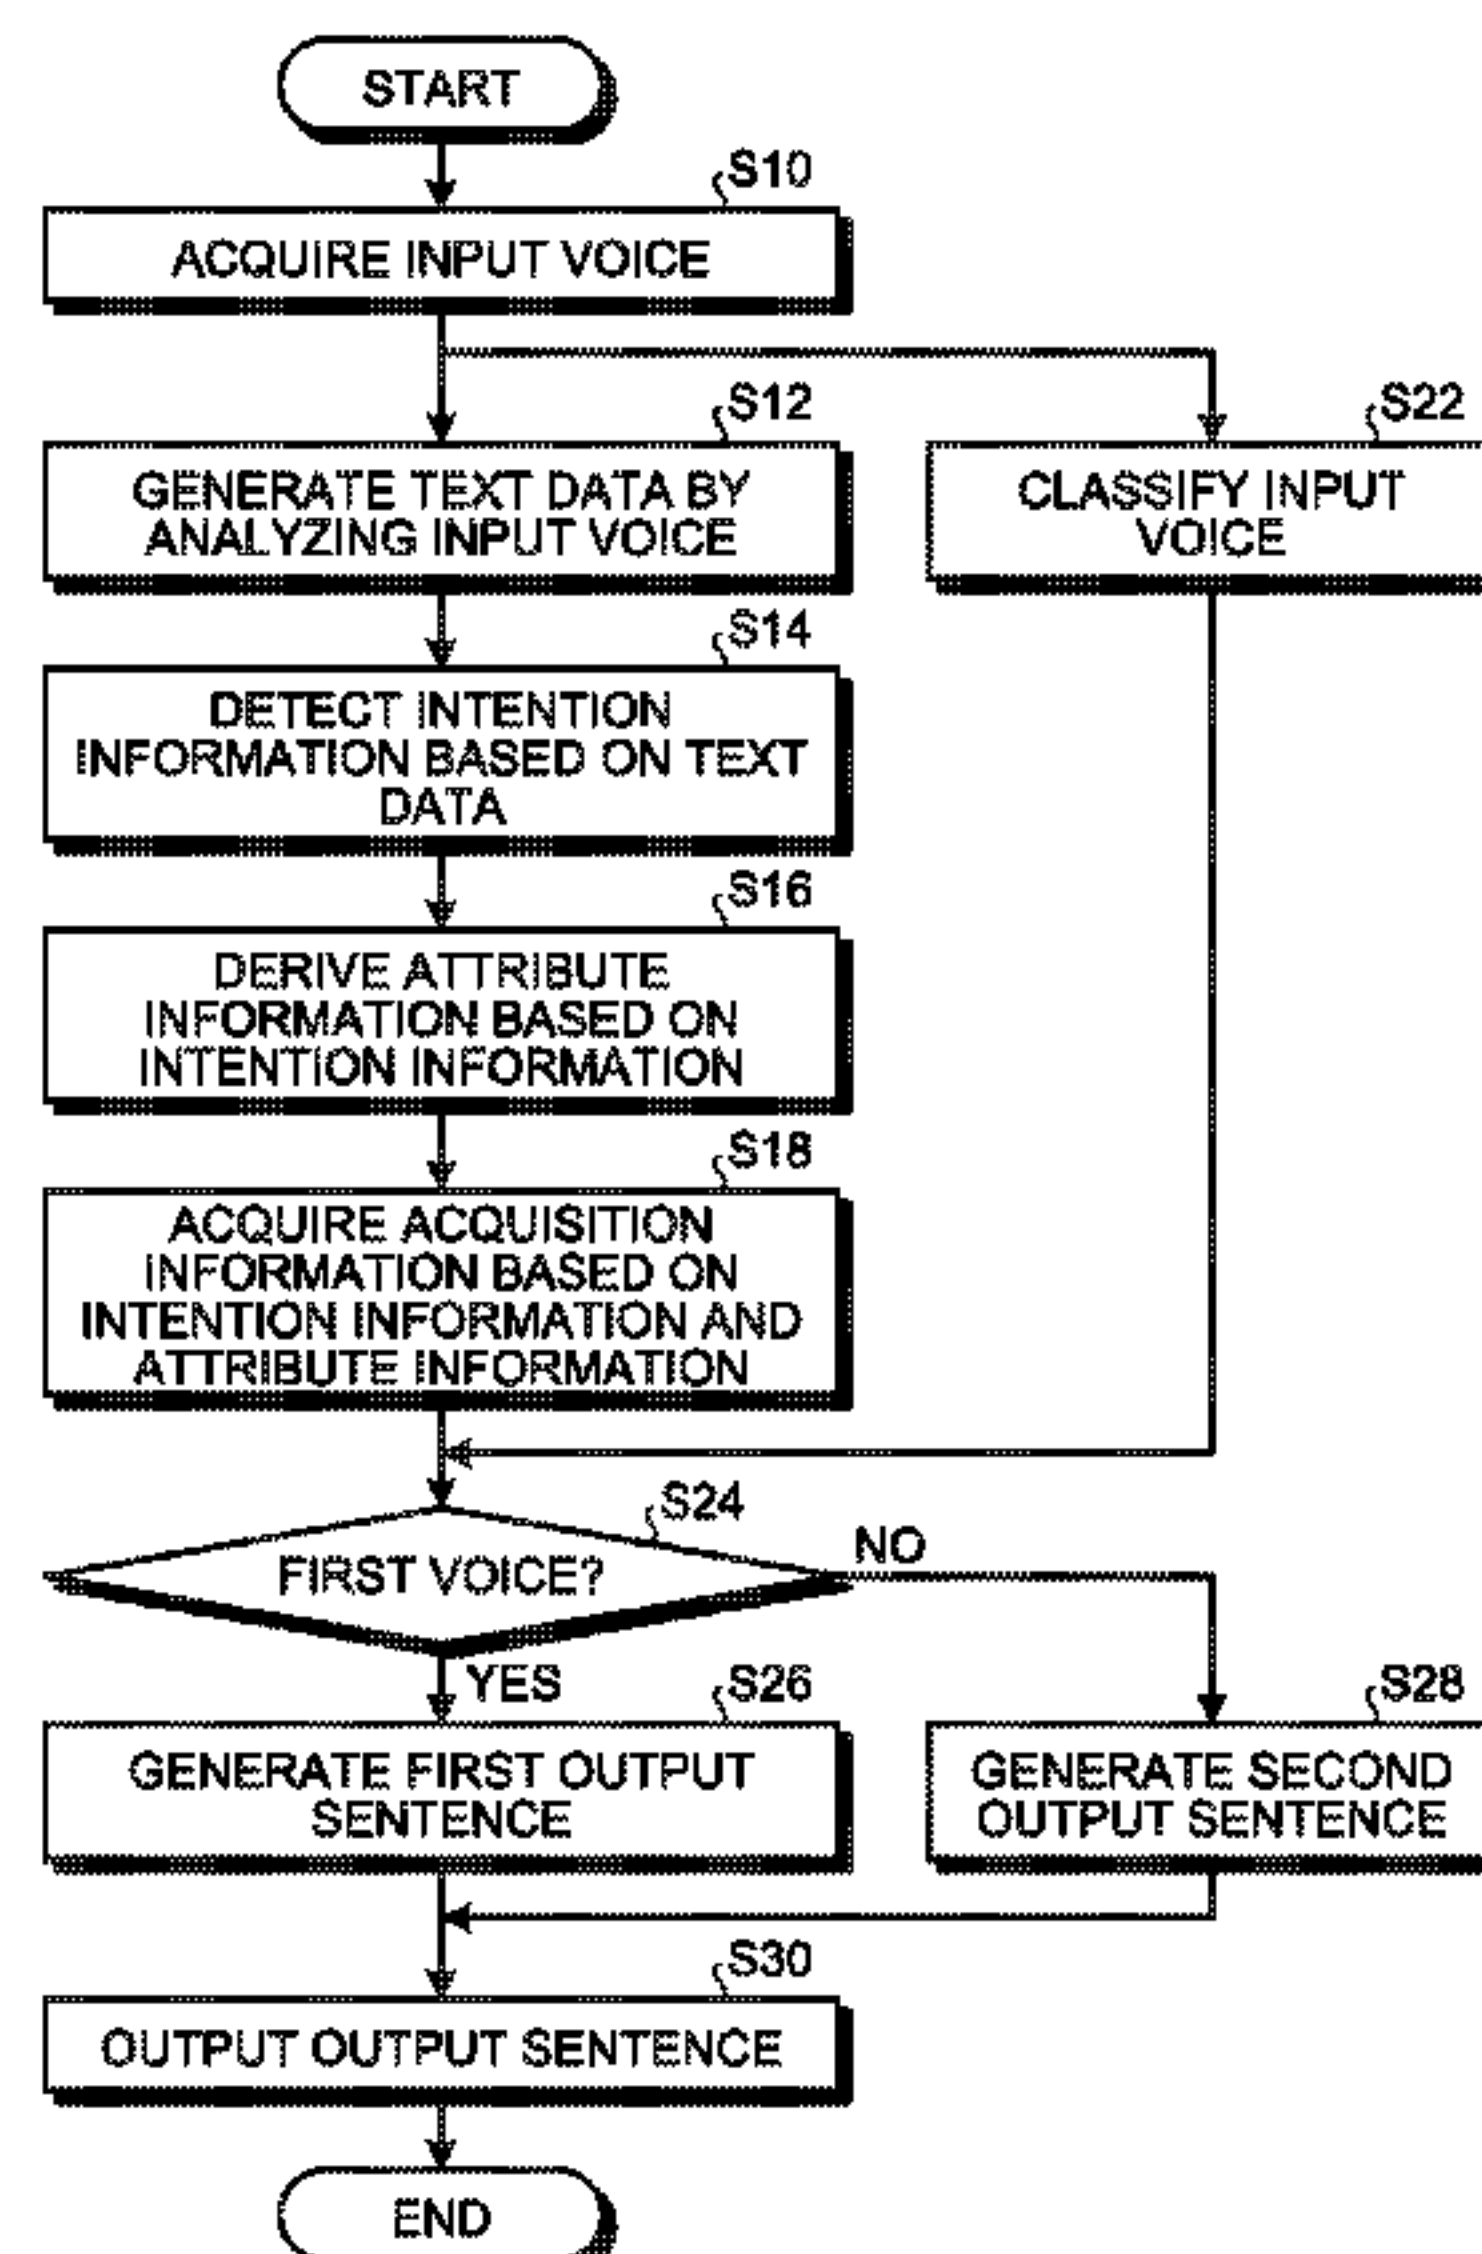 START
S10
ACQUIRE INPUT VOICE
S12
GENERATE TEXT DATA BY
ANALYZING INPUT VOICE
S22
CLASSIFY INPUT
VOICE
S14
DETECT INTENTION
INFORMATION BASED ON TEXT
DATA
S16
DERIVE ATTRIBUTE
INFORMATION BASED ON
INTENTION INFORMATION
S18
ACQUIRE ACQUISITION
INFORMATION BASED ON
INTENTION INFORMATION AND
ATTRIBUTE INFORMATION
S24
FIRST VOICE?
NO
YES
S26
GENERATE FIRST OUTPUT
SENTENCE
S28
GENERATE SECOND
OUTPUT SENTENCE
S30
OUTPUT OUTPUT SENTENCE
END